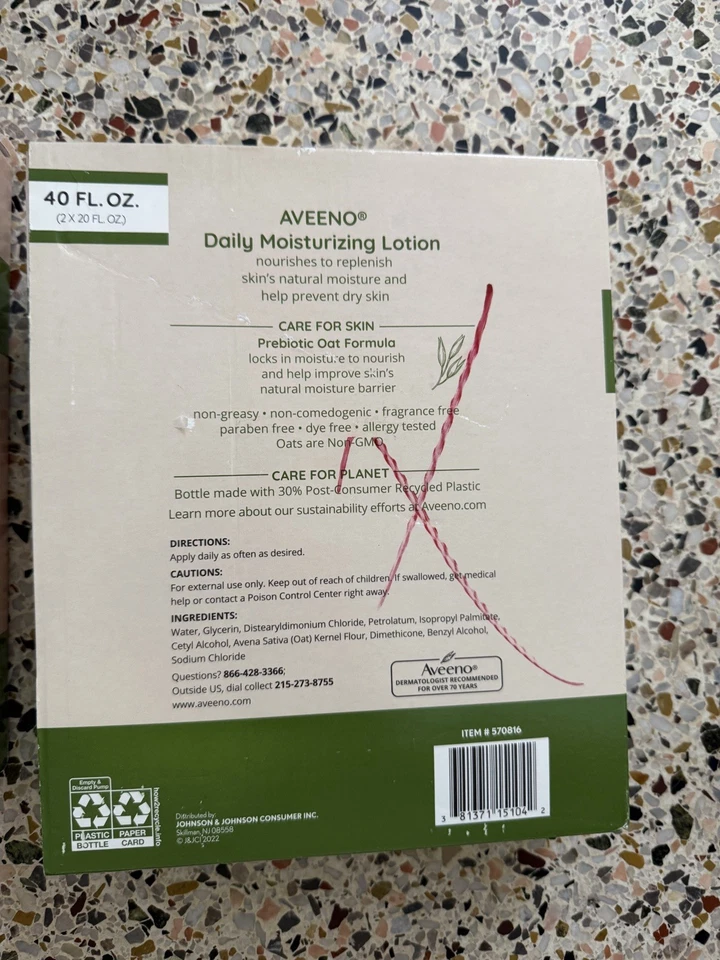 40 FL. OZ.
(2 X 20 FL. OZ.)
AVEENO®
Daily Moisturizing Lotion
nourishes to replenish
skin's natural moisture and
help prevent dry skin
CARE FOR SKIN
Prebiotic Oat Formula
locks in moisture to nourish
and help improve skin's
natural moisture barrier
non-greasy • non-comedogenic • fragrance free
paraben free • dye free • allergy tested
Oats are Non-GMO
CARE FOR PLANET
Bottle made with 30% Post-Consumer Recycled Plastic
Learn more about our sustainability efforts at Aveeno.com
DIRECTIONS:
Apply daily as often as desired.
CAUTIONS:
For external use only. Keep out of reach of children. If swallowed, get medical
help or contact a Poison Control Center right away.
INGREDIENTS:
Water, Glycerin, Distearyldimonium Chloride, Petrolatum, Isopropyl Palmitate,
Cetyl Alcohol, Avena Sativa (Oat) Kernel Flour, Dimethicone, Benzyl Alcohol,
Sodium Chloride
Questions? 866-428-3366;
Outside US, dial collect 215-273-8755
www.aveeno.com
Aveeno®
DERMATOLOGIST RECOMMENDED
FOR OVER 70 YEARS
ITEM # 570816
3 81371 15104 2
Empty &
Discard Pump
PLASTIC
BOTTLE
PAPER
CARD
how2recycle.info
Distributed by:
JOHNSON & JOHNSON CONSUMER INC.
Skillman, NJ 08558
© J&JCI 2022